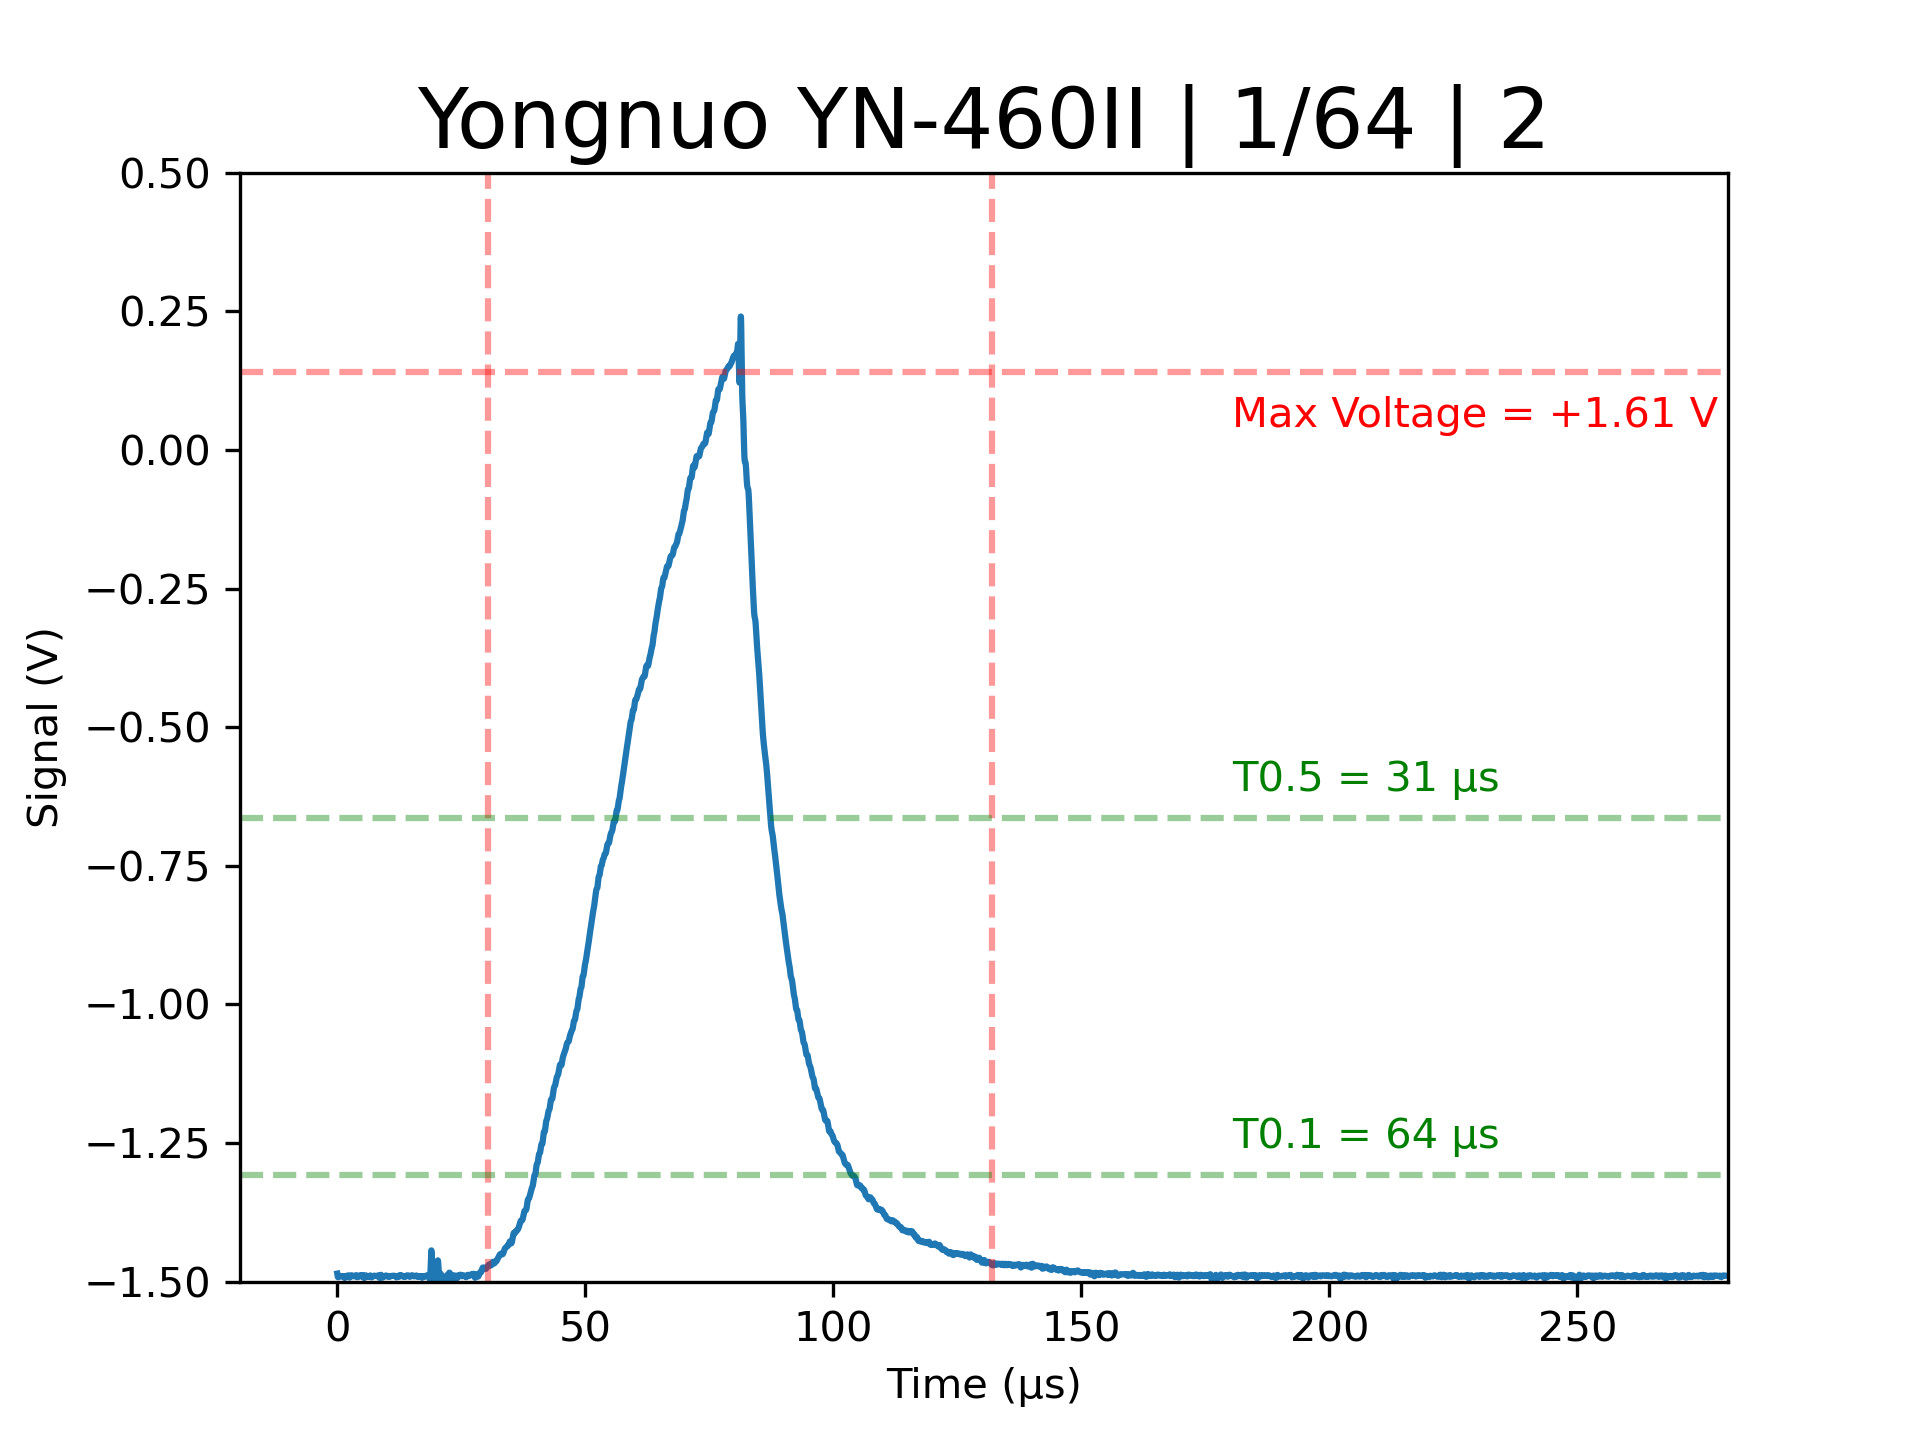 Yongnuo YN-460II | 1/64 | 2
0.50
0.25
0.00
−0.25
−0.50
−0.75
−1.00
−1.25
−1.50
Signal (V)
Max Voltage = +1.61 V
T0.5 = 31 µs
T0.1 = 64 µs
0 50 100 150 200 250
Time (µs)